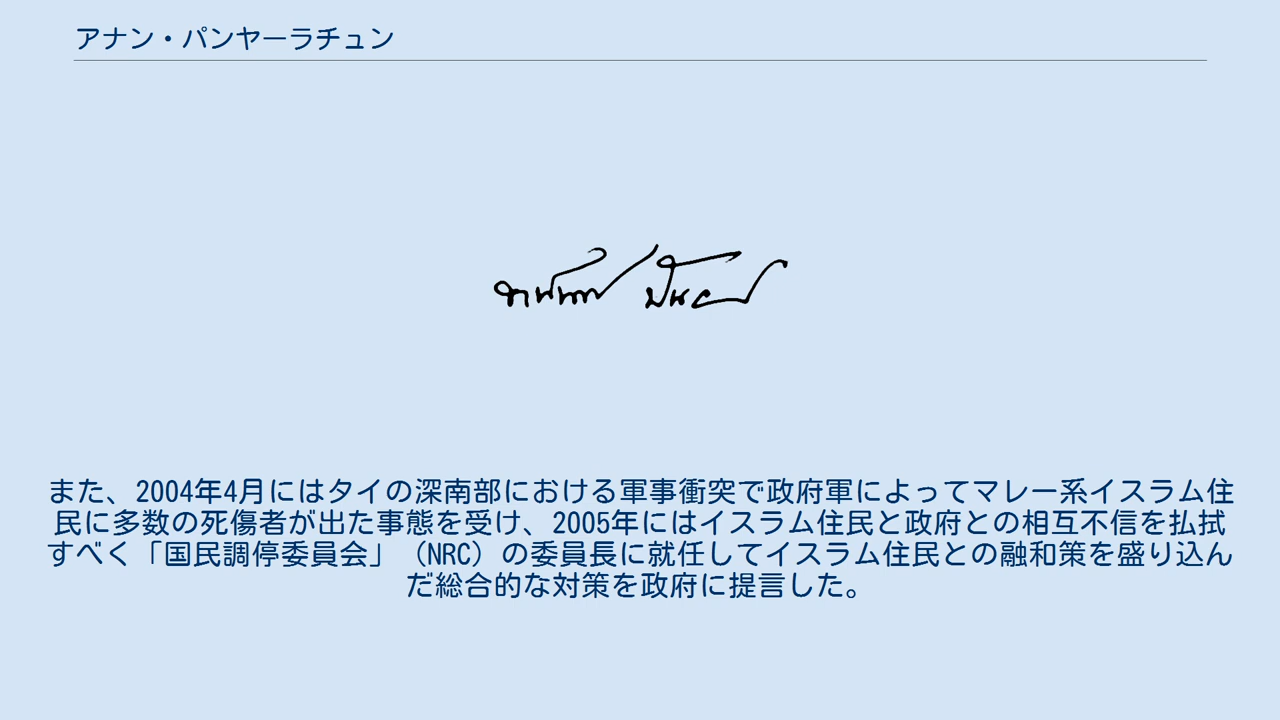 アナン・パンヤーラチュン
また、2004年4月にはタイの深南部における軍事衝突で政府軍によってマレー系イスラム住
民に多数の死傷者が出た事態を受け、2005年にはイスラム住民と政府との相互不信を払拭
すべく「国民調停委員会」（NRC）の委員長に就任してイスラム住民との融和策を盛り込ん
だ総合的な対策を政府に提言した。